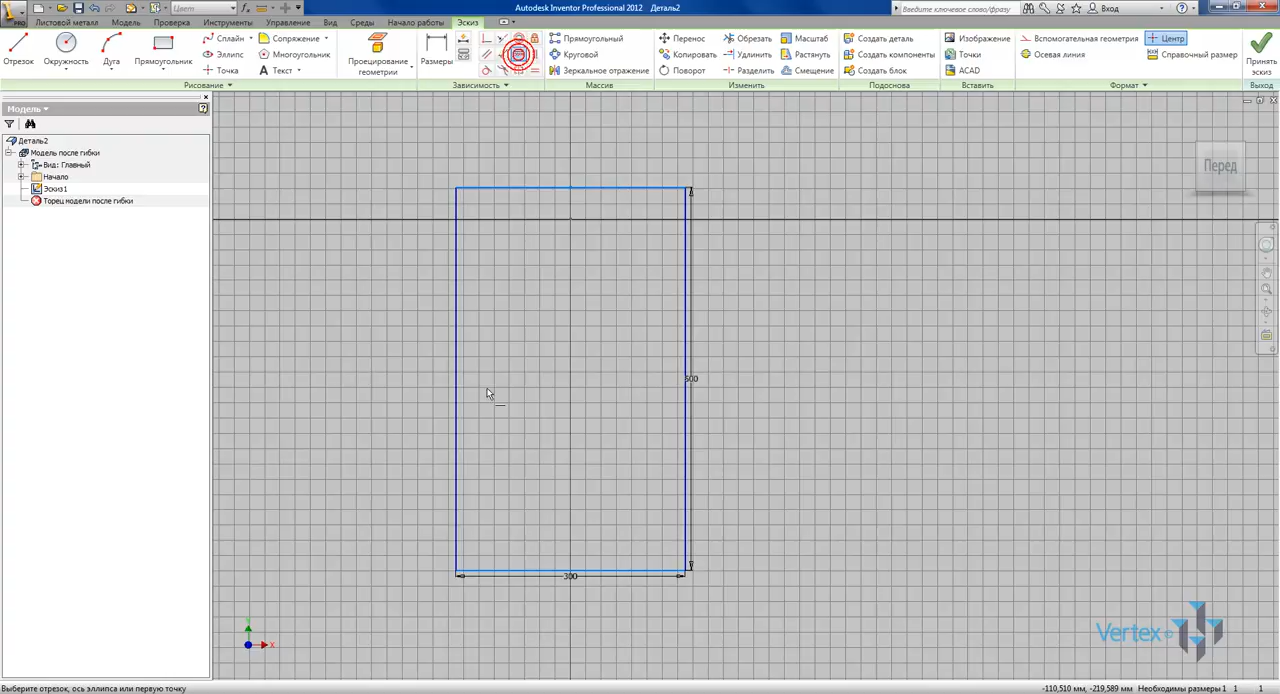 Autodesk Inventor Professional 2012 Деталь2
Введите ключевое слово/фразу
Вход
PRO
Цвет
Листовой металл Модель Проверка Инструменты Управление Вид Среды Начало работы Эскиз
Отрезок
Окружность
Дуга
Прямоугольник
Сплайн
Эллипс
Точка
Сопряжение
Многоугольник
Текст
Рисование
Проецирование
геометрии
Размеры
Зависимость
Прямоугольный
Круговой
Зеркальное отражение
Массив
Перенос
Копировать
Поворот
Обрезать
Удлинить
Разделить
Масштаб
Растянуть
Смещение
Изменить
Создать деталь
Создать компоненты
Создать блок
Подоснова
Изображение
Точки
ACAD
Вставить
Вспомогательная геометрия
Осевая линия
Центр
Справочный размер
Формат
Принять
эскиз
Выход
Модель
Деталь2
Модель после гибки
Вид: Главный
Начало
Эскиз1
Торец модели после гибки
Перед
500
300
X
Vertex
Выберите отрезок, ось эллипса или первую точку
-110,510 мм, -219,589 мм Необходимы размеры 1 1 1